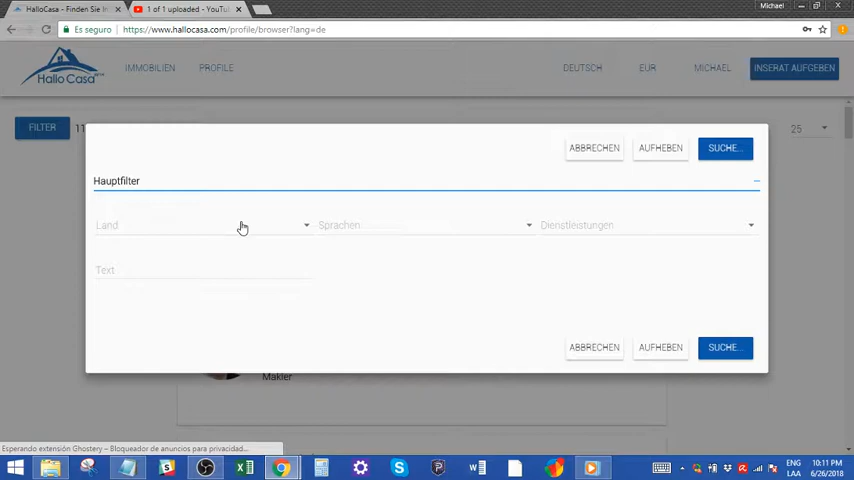 HalloCasa - Finden Sie Im
1 of 1 uploaded - YouTu
Michael
Es seguro
https://www.hallocasa.com/profile/browser?lang=de
Hallo Casa
IMMOBILIEN
PROFILE
DEUTSCH
EUR
MICHAEL
INSERAT AUFGEBEN
FILTER
11
25
ABBRECHEN
AUFHEBEN
SUCHE...
Hauptfilter
Land
Sprachen
Dienstleistungen
Text
ABBRECHEN
AUFHEBEN
SUCHE...
Makler
Esperando extensión Ghostery – Bloqueador de anuncios para privacidad...
ENG
10:11 PM
LAA
6/26/2018